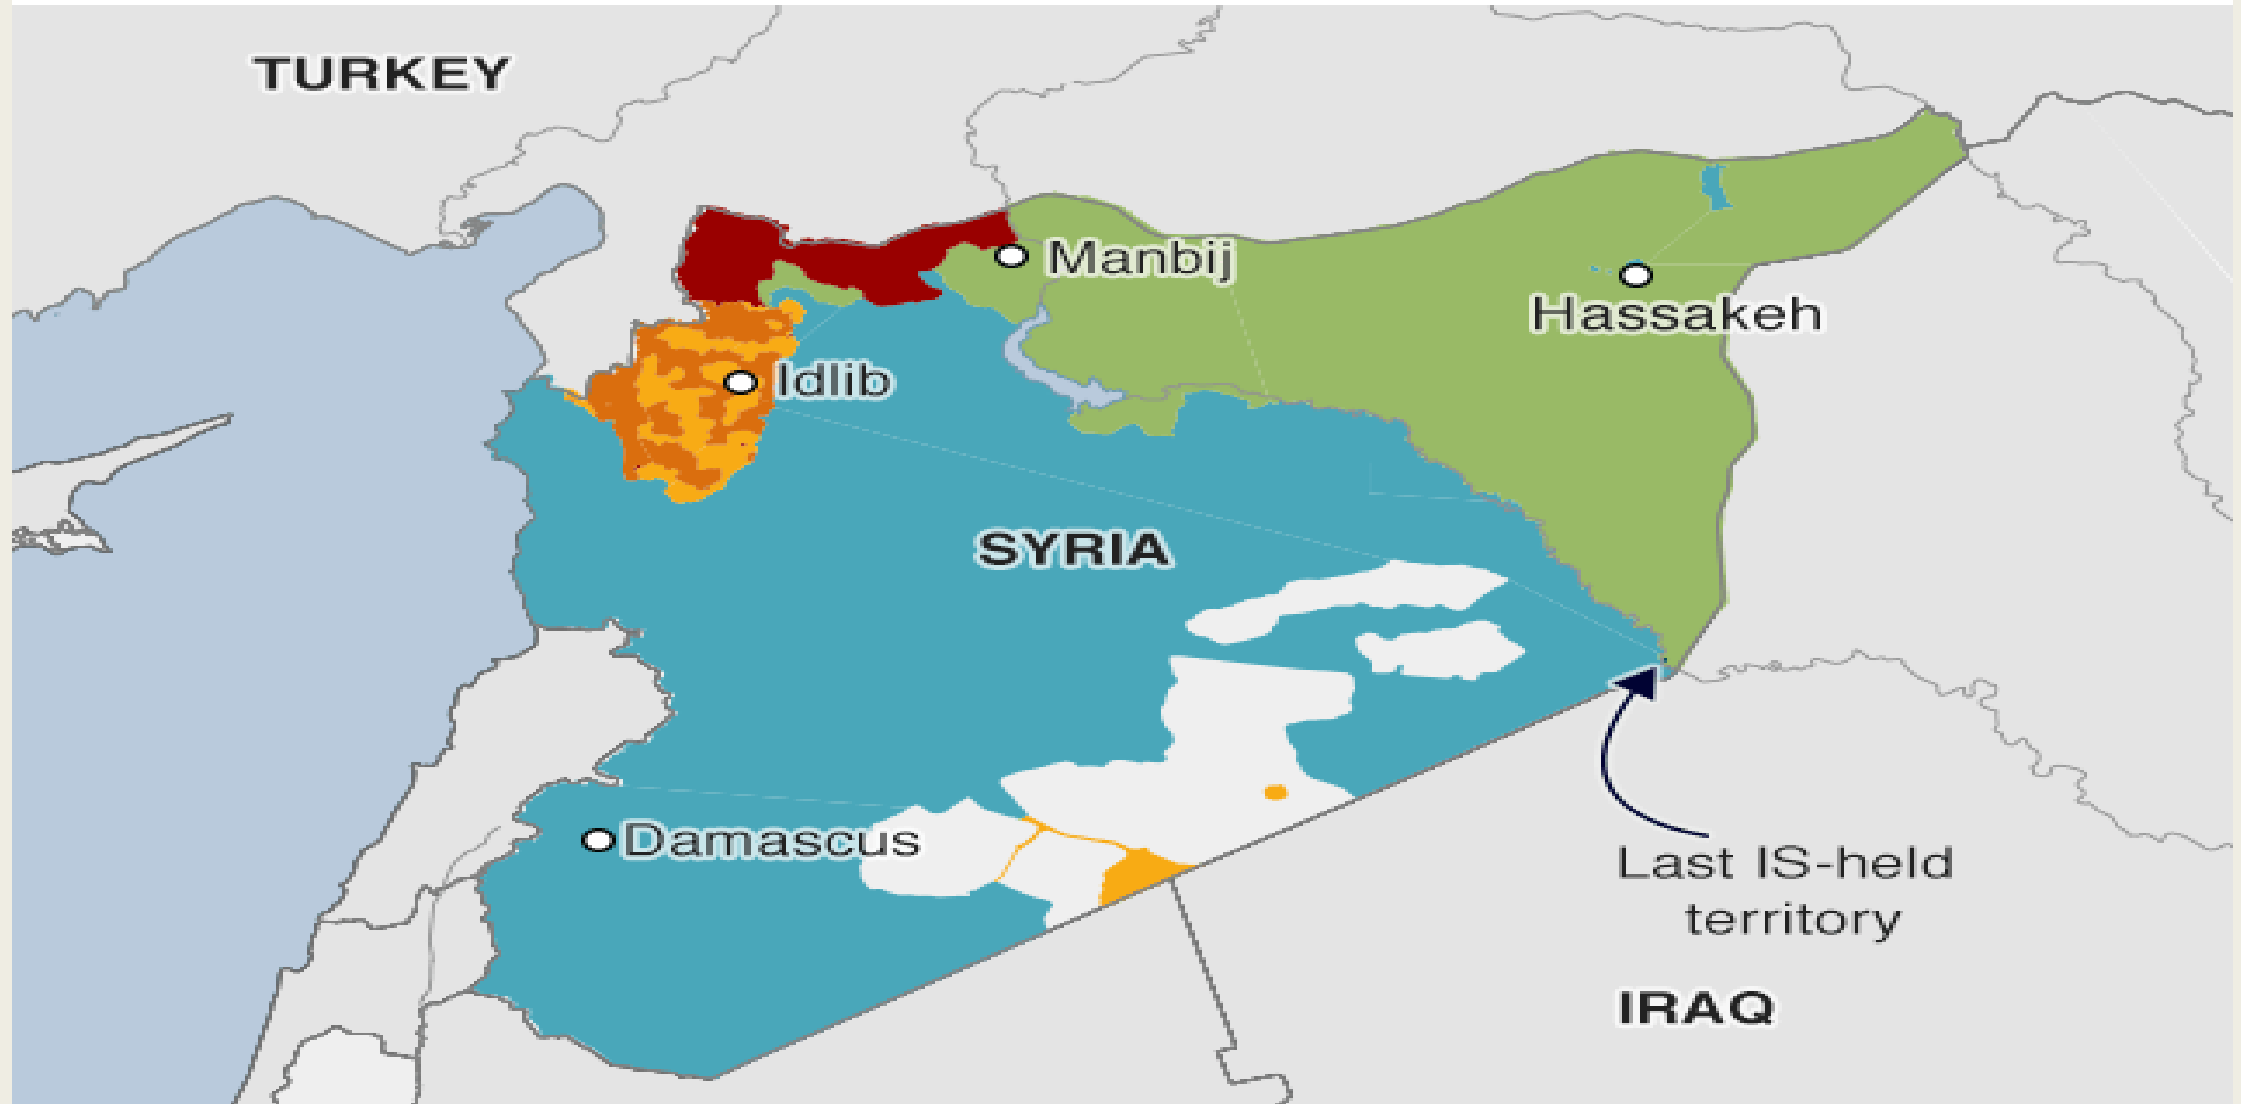 TURKEY
Manbij
Hassakeh
Idlib
SYRIA
Damascus
Last IS-held
territory
IRAQ